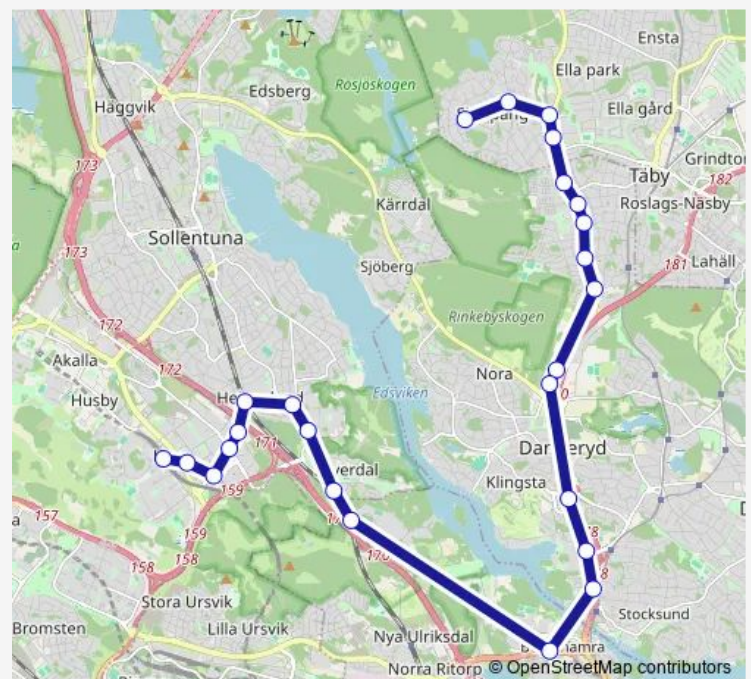 Ensta
Ella park
Edsberg
Rösjöskogen
Häggvik
Ella gård
173
Grindtor
Täby
182
Kärrdal
Roslags-Näsby
Sollentuna
173
181
Lahäll
Sjöberg
Rinkebyskogen
172
Akalla
172
Nora
Edsviken
Husby
171
Klingsta
159
157
170
159
158
158
Stora Ursvik
Stocksund
Bromsten
Lilla Ursvik
Nya Ulriksdal
Norra Ritorp
© OpenStreetMap contributors